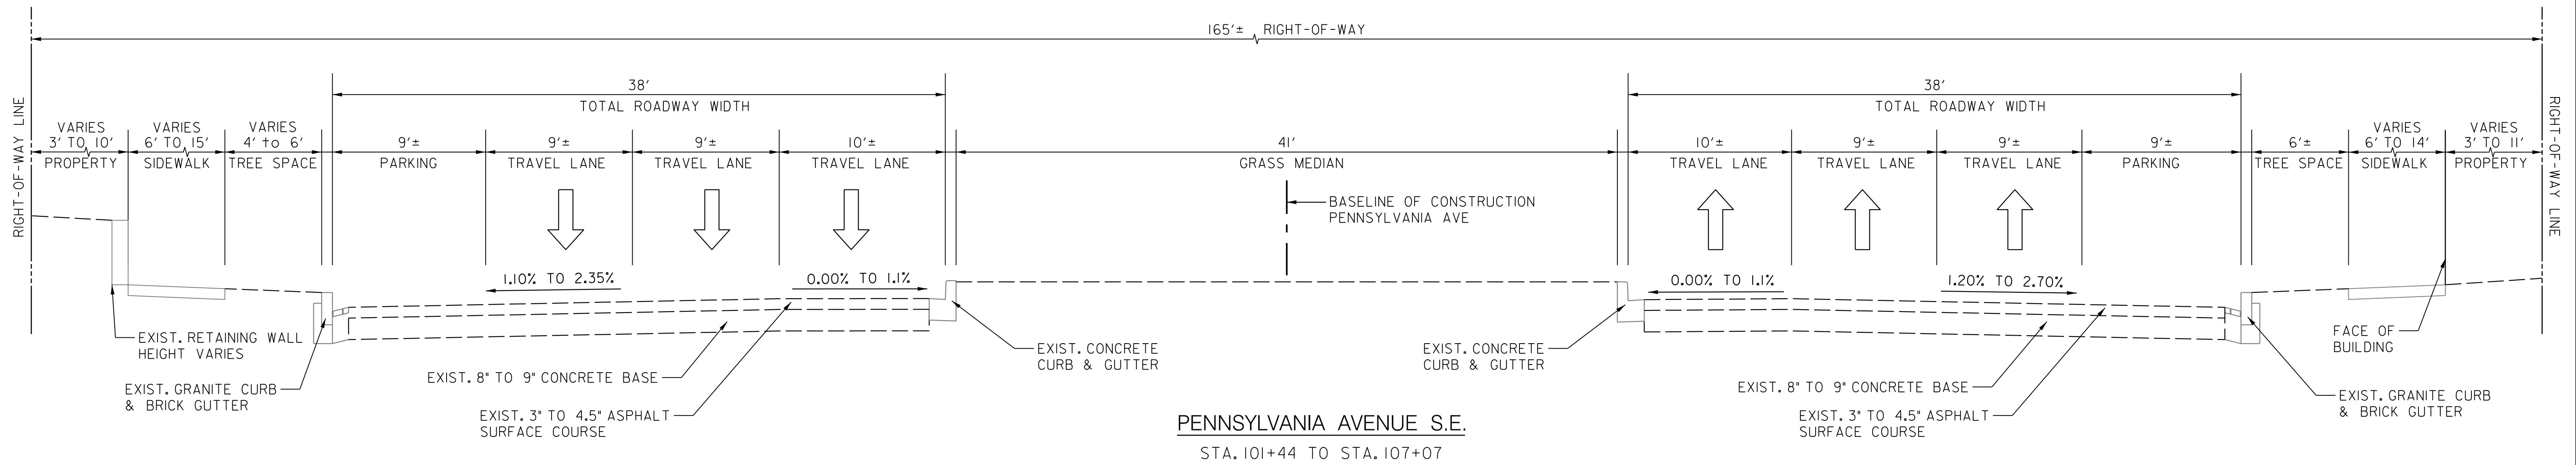 165'± RIGHT-OF-WAY
38'
TOTAL ROADWAY WIDTH
38'
TOTAL ROADWAY WIDTH
RIGHT-OF-WAY LINE
VARIES
3' TO 10'
PROPERTY
VARIES
6' TO 15'
SIDEWALK
VARIES
4' to 6'
TREE SPACE
9'±
PARKING
9'±
TRAVEL LANE
9'±
TRAVEL LANE
10'±
TRAVEL LANE
41'
GRASS MEDIAN
10'±
TRAVEL LANE
9'±
TRAVEL LANE
9'±
TRAVEL LANE
9'±
PARKING
6'±
TREE SPACE
VARIES
6' TO 14'
SIDEWALK
VARIES
3' TO 11'
PROPERTY
RIGHT-OF-WAY LINE
BASELINE OF CONSTRUCTION
PENNSYLVANIA AVE
1.10% TO 2.35%
0.00% TO 1.1%
0.00% TO 1.1%
1.20% TO 2.70%
EXIST. RETAINING WALL
HEIGHT VARIES
EXIST. GRANITE CURB
& BRICK GUTTER
EXIST. 8" TO 9" CONCRETE BASE
EXIST. 3" TO 4.5" ASPHALT
SURFACE COURSE
EXIST. CONCRETE
CURB & GUTTER
EXIST. CONCRETE
CURB & GUTTER
EXIST. 8" TO 9" CONCRETE BASE
EXIST. 3" TO 4.5" ASPHALT
SURFACE COURSE
FACE OF
BUILDING
EXIST. GRANITE CURB
& BRICK GUTTER
PENNSYLVANIA AVENUE S.E.
STA. 101+44 TO STA. 107+07